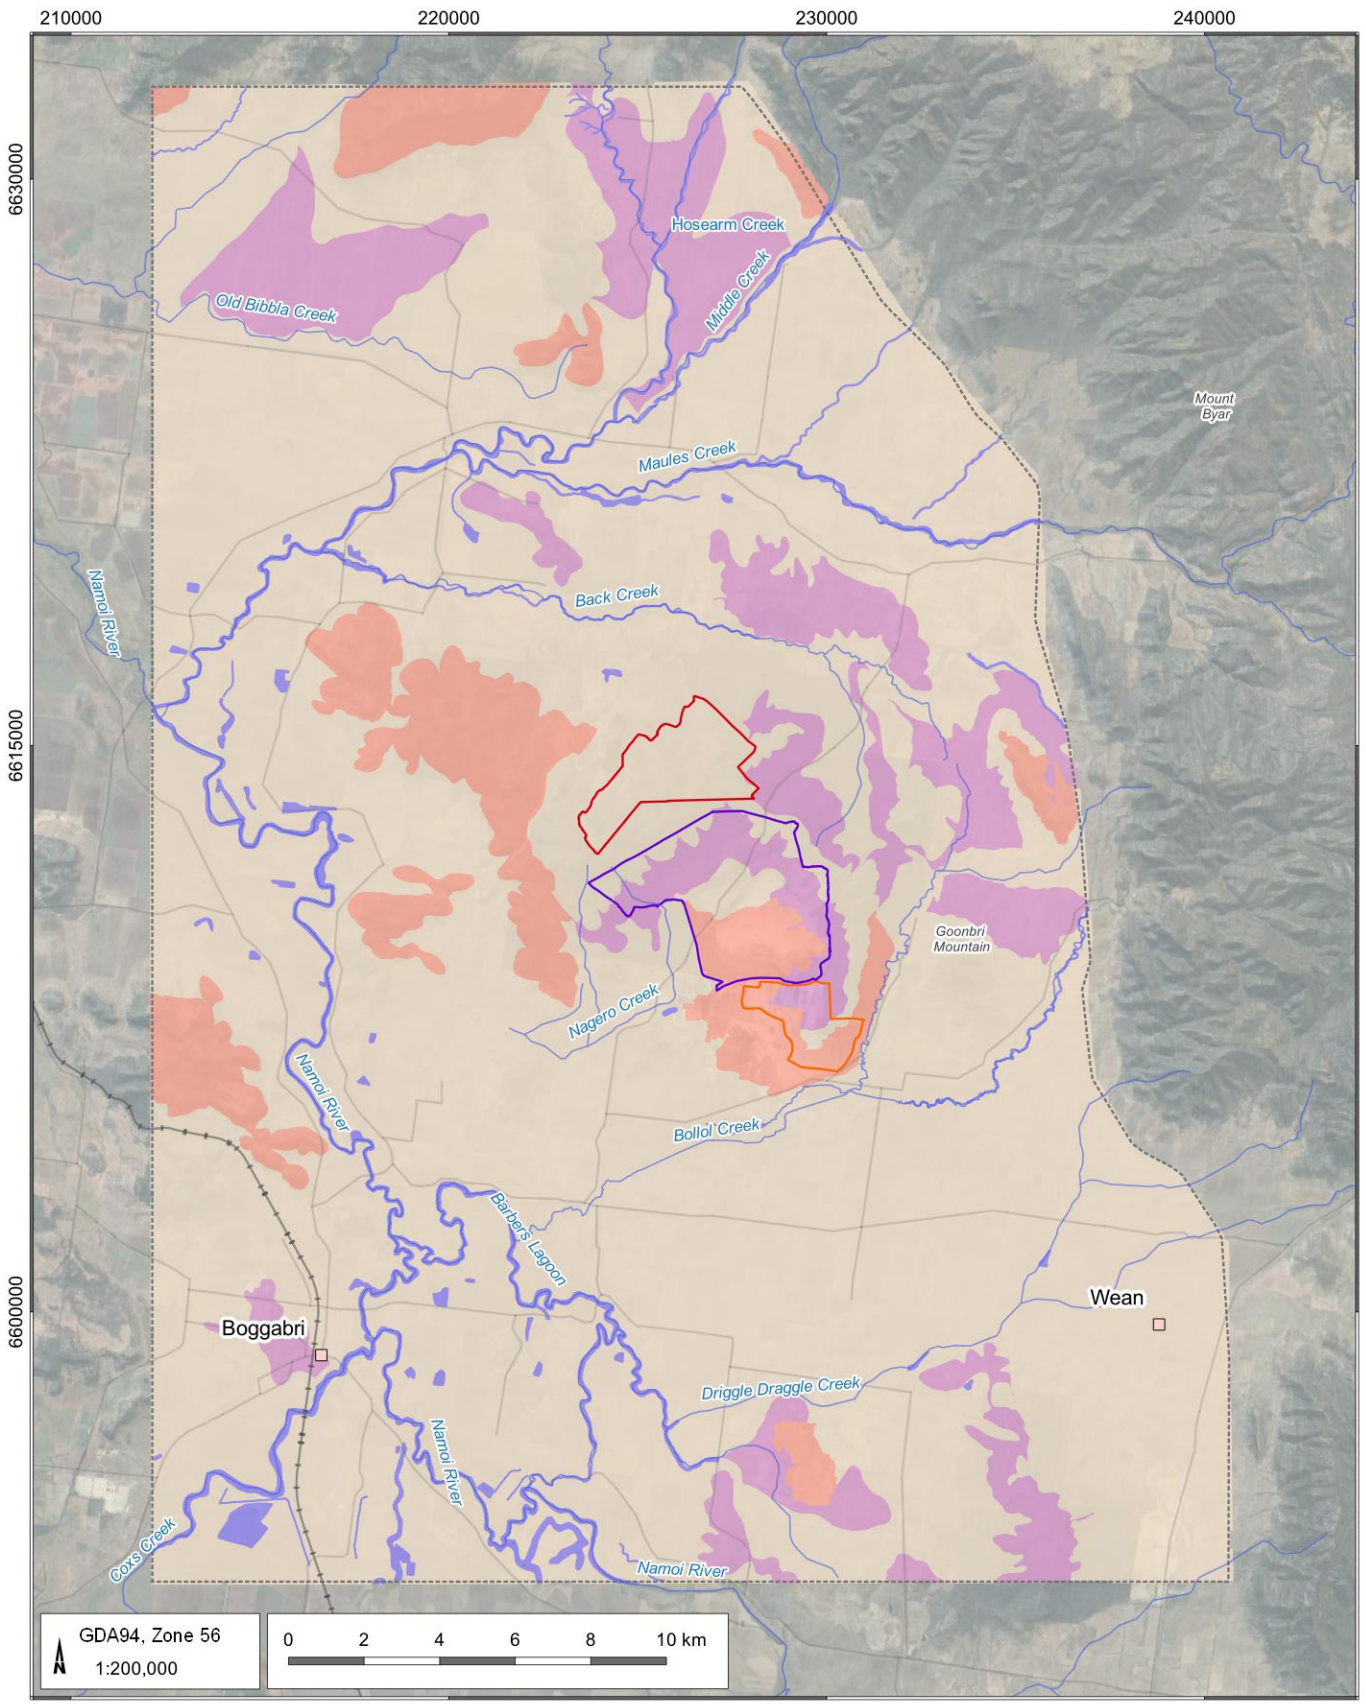 210000
220000
230000
240000
6630000
Hosearm Creek
Middle Creek
Old Bibbla Creek
Mount
Byar
Maules Creek
Namoi River
Back Creek
6615000
Goonbri
Mountain
Nagero Creek
Namoi River
Bollol Creek
Barbers Lagoon
6600000
Wean
Boggabri
Driggle Draggle Creek
Namoi River
Coxs Creek
Namoi River
GDA94, Zone 56
1:200,000
N
0 2 4 6 8 10 km